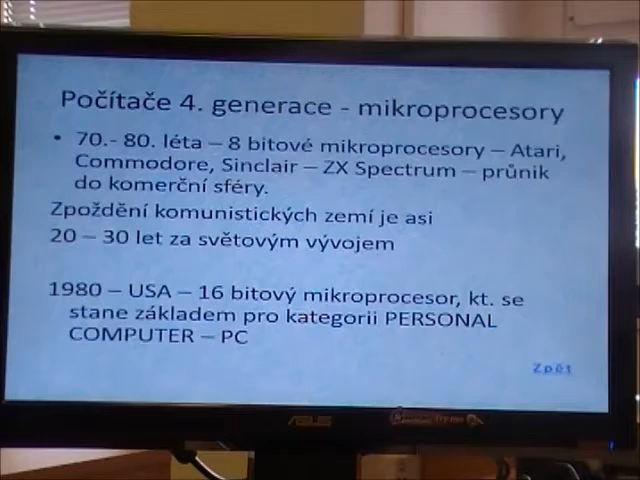 Počítače 4. generace - mikroprocesory
• 70.- 80. léta – 8 bitové mikroprocesory – Atari,
Commodore, Sinclair – ZX Spectrum – průnik
do komerční sféry.
Zpoždění komunistických zemí je asi
20 – 30 let za světovým vývojem
1980 – USA – 16 bitový mikroprocesor, kt. se
stane základem pro kategorii PERSONAL
COMPUTER – PC
Zpět
ASUS